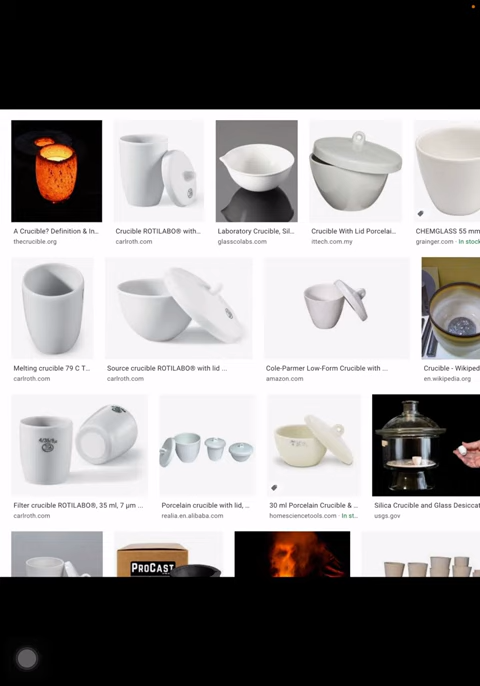 A Crucible? Definition & In...
thecrucible.org
Crucible ROTILABO® with...
carlroth.com
Laboratory Crucible, Sil...
glasscolabs.com
Crucible With Lid Porcelai...
ittech.com.my
CHEMGLASS 55 mm
grainger.com · In stock
Melting crucible 79 C T...
carlroth.com
Source crucible ROTILABO® with lid ...
carlroth.com
Cole-Parmer Low-Form Crucible with ...
amazon.com
Crucible - Wikiped
en.wikipedia.org
Filter crucible ROTILABO®, 35 ml, 7 μm ...
carlroth.com
Porcelain crucible with lid, ...
realia.en.alibaba.com
30 ml Porcelain Crucible & ...
homesciencetools.com · In st...
Silica Crucible and Glass Desiccat
usgs.gov
PROCAST